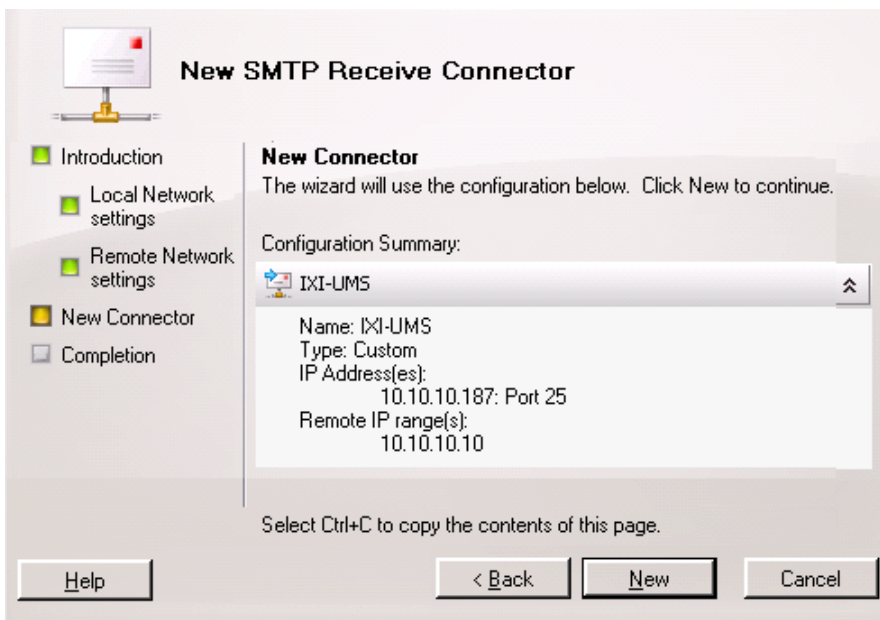 New SMTP Receive Connector
Introduction
Local Network
settings
Remote Network
settings
New Connector
Completion
New Connector
The wizard will use the configuration below. Click New to continue.
Configuration Summary:
IXI-UMS
Name: IXI-UMS
Type: Custom
IP Address(es):
10.10.10.187: Port 25
Remote IP range(s):
10.10.10.10
Select Ctrl+C to copy the contents of this page.
Help
< Back
New
Cancel